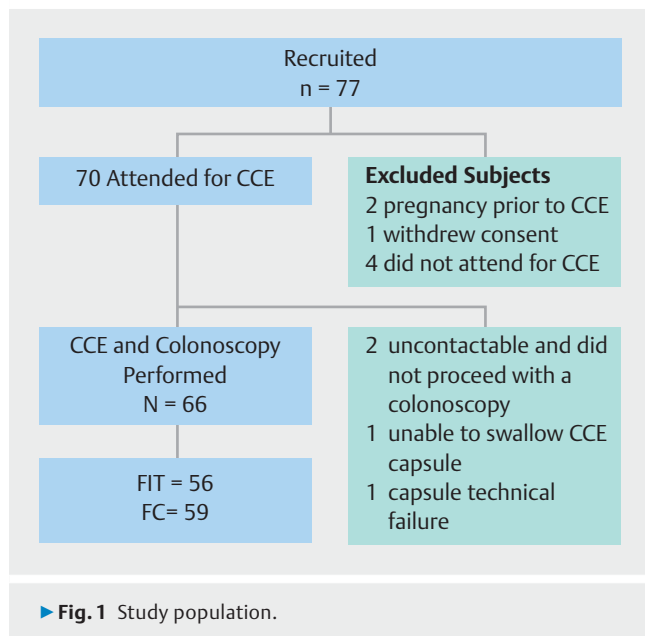 Recruited
n = 77
70 Attended for CCE
Excluded Subjects
2 pregnancy prior to CCE
1 withdrew consent
4 did not attend for CCE
CCE and Colonoscopy
Performed
N = 66
2 uncontactable and did
not proceed with a
colonoscopy
1 unable to swallow CCE
capsule
1 capsule technical
failure
FIT = 56
FC= 59
▶ Fig. 1 Study population.